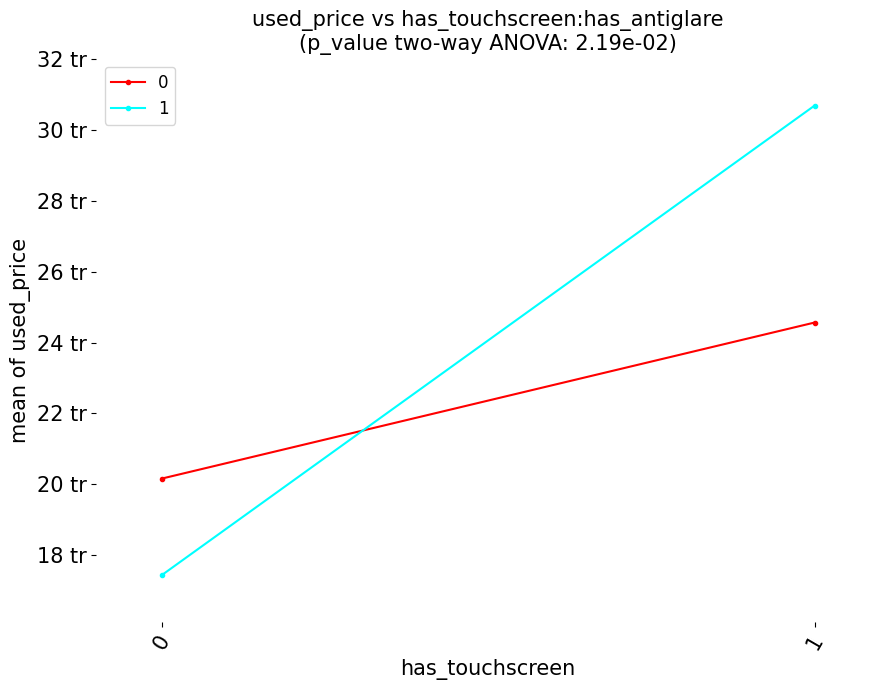 used_price vs has_touchscreen:has_antiglare
(p_value two-way ANOVA: 2.19e-02)
32 tr
0
1
30 tr
28 tr
26 tr
24 tr
22 tr
20 tr
18 tr
mean of used_price
0
1
has_touchscreen